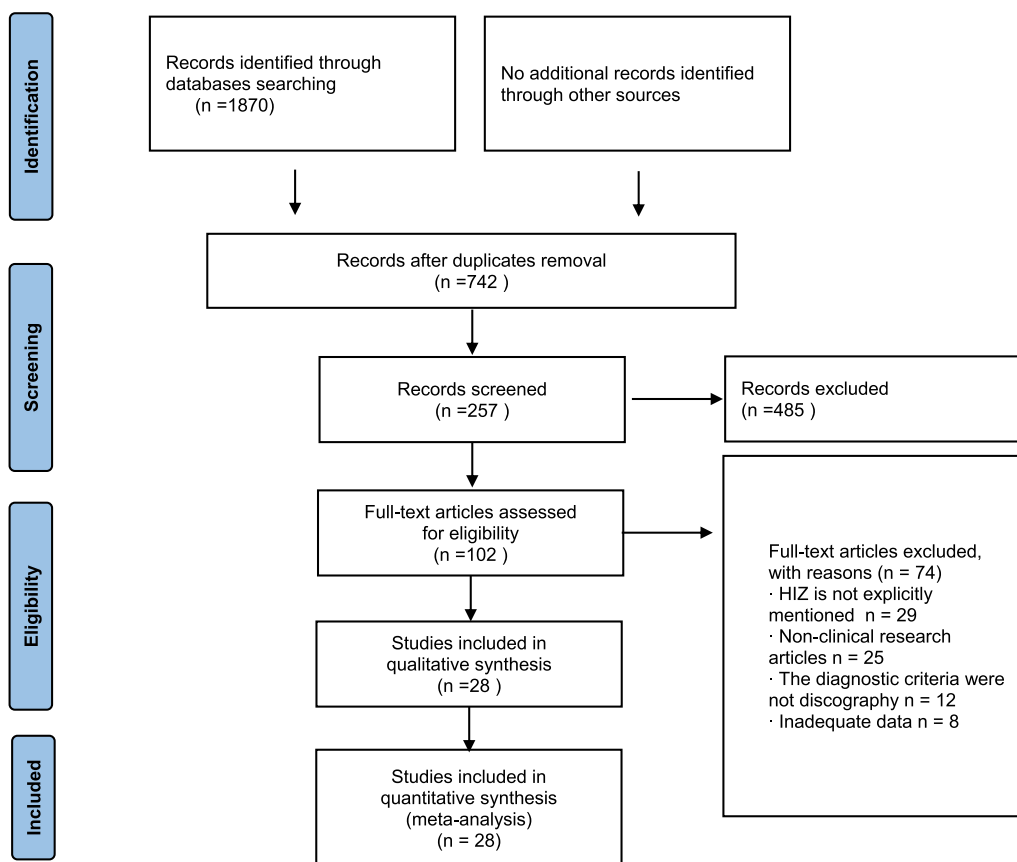 Identification
Records identified through
databases searching
(n =1870)
No additional records identified
through other sources
Records after duplicates removal
(n =742 )
Screening
Records screened
(n =257 )
Records excluded
(n =485 )
Eligibility
Full-text articles assessed
for eligibility
(n =102 )
Full-text articles excluded,
with reasons (n = 74)
· HIZ is not explicitly
mentioned  n = 29
· Non-clinical research
articles n = 25
· The diagnostic criteria were
not discography n = 12
· Inadequate data n = 8
Studies included in
qualitative synthesis
(n =28 )
Included
Studies included in
quantitative synthesis
(meta-analysis)
(n = 28)